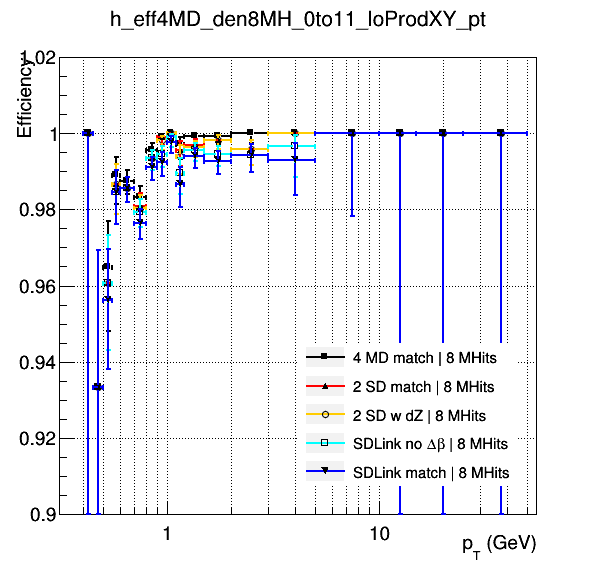 h_eff4MD_den8MH_0to11_loProdXY_pt
Efficiency
1.02
1
0.98
0.96
0.94
0.92
0.9
4 MD match | 8 MHits
2 SD match | 8 MHits
2 SD w dZ | 8 MHits
SDLink no Δβ | 8 MHits
SDLink match | 8 MHits
1
10
p_T (GeV)